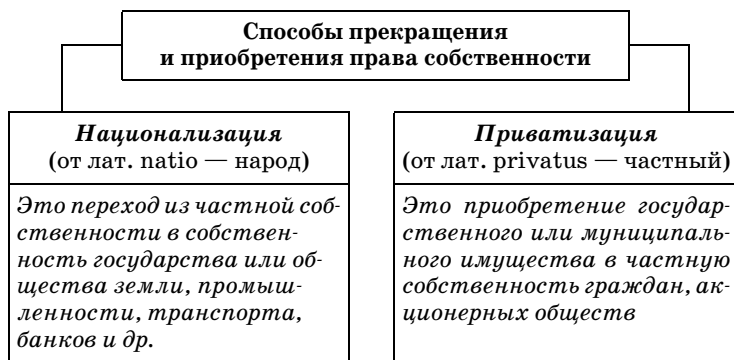 Способы прекращения
и приобретения права собственности
Национализация
(от лат. natio — народ)
Это переход из частной соб-
ственности в собствен-
ность государства или об-
щества земли, промыш-
ленности, транспорта,
банков и др.
Приватизация
(от лат. privatus — частный)
Это приобретение государ-
ственного или муниципаль-
ного имущества в частную
собственность граждан, ак-
ционерных обществ